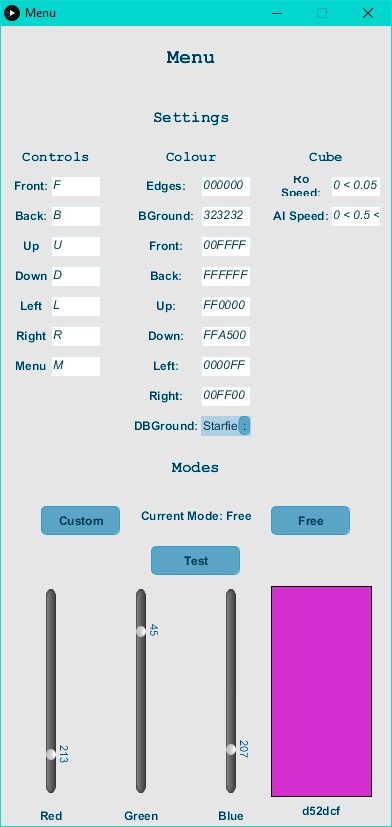 Menu
Menu
Settings
Controls Colour Cube
Front: F Edges: 000000 Ro Speed: 0 < 0.05
Back: B BGround: 323232 AI Speed: 0 < 0.5 <
Up U Front: 00FFFF
Down D Back: FFFFFF
Left L Up: FF0000
Right R Down: FFA500
Menu M Left: 0000FF
Right: 00FF00
DBGround: Starfiel :
Modes
Custom Current Mode: Free Free
Test
213 45 207
Red Green Blue d52dcf